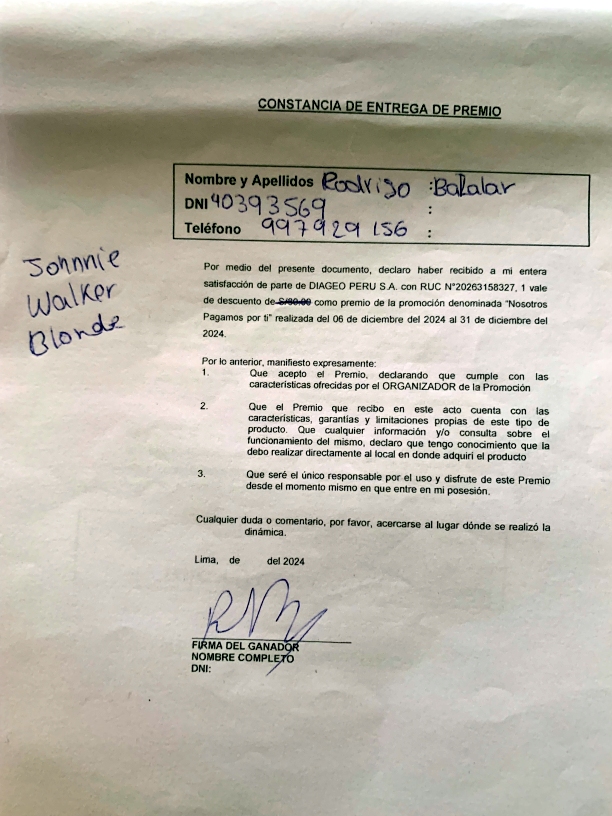 CONSTANCIA DE ENTREGA DE PREMIO
Nombre y Apellidos Rodrigo : Bazalar
DNI 40393569 :
Teléfono 997929156 :
Johnnie
Walker
Blonde
Por medio del presente documento, declaro haber recibido a mi entera
satisfacción de parte de DIAGEO PERU S.A. con RUC N°20263158327, 1 vale
de descuento de como premio de la promoción denominada "Nosotros
Pagamos por ti" realizada del 06 de diciembre del 2024 al 31 de diciembre del
2024.
Por lo anterior, manifiesto expresamente:
1. Que acepto el Premio, declarando que cumple con las
características ofrecidas por el ORGANIZADOR de la Promoción
2. Que el Premio que recibo en este acto cuenta con las
características, garantías y limitaciones propias de este tipo de
producto. Que cualquier información y/o consulta sobre el
funcionamiento del mismo, declaro que tengo conocimiento que la
debo realizar directamente al local en donde adquirí el producto
3. Que seré el único responsable por el uso y disfrute de este Premio
desde el momento mismo en que entre en mi posesión.
Cualquier duda o comentario, por favor, acercarse al lugar dónde se realizó la
dinámica.
Lima, de del 2024
FIRMA DEL GANADOR
NOMBRE COMPLETO
DNI: